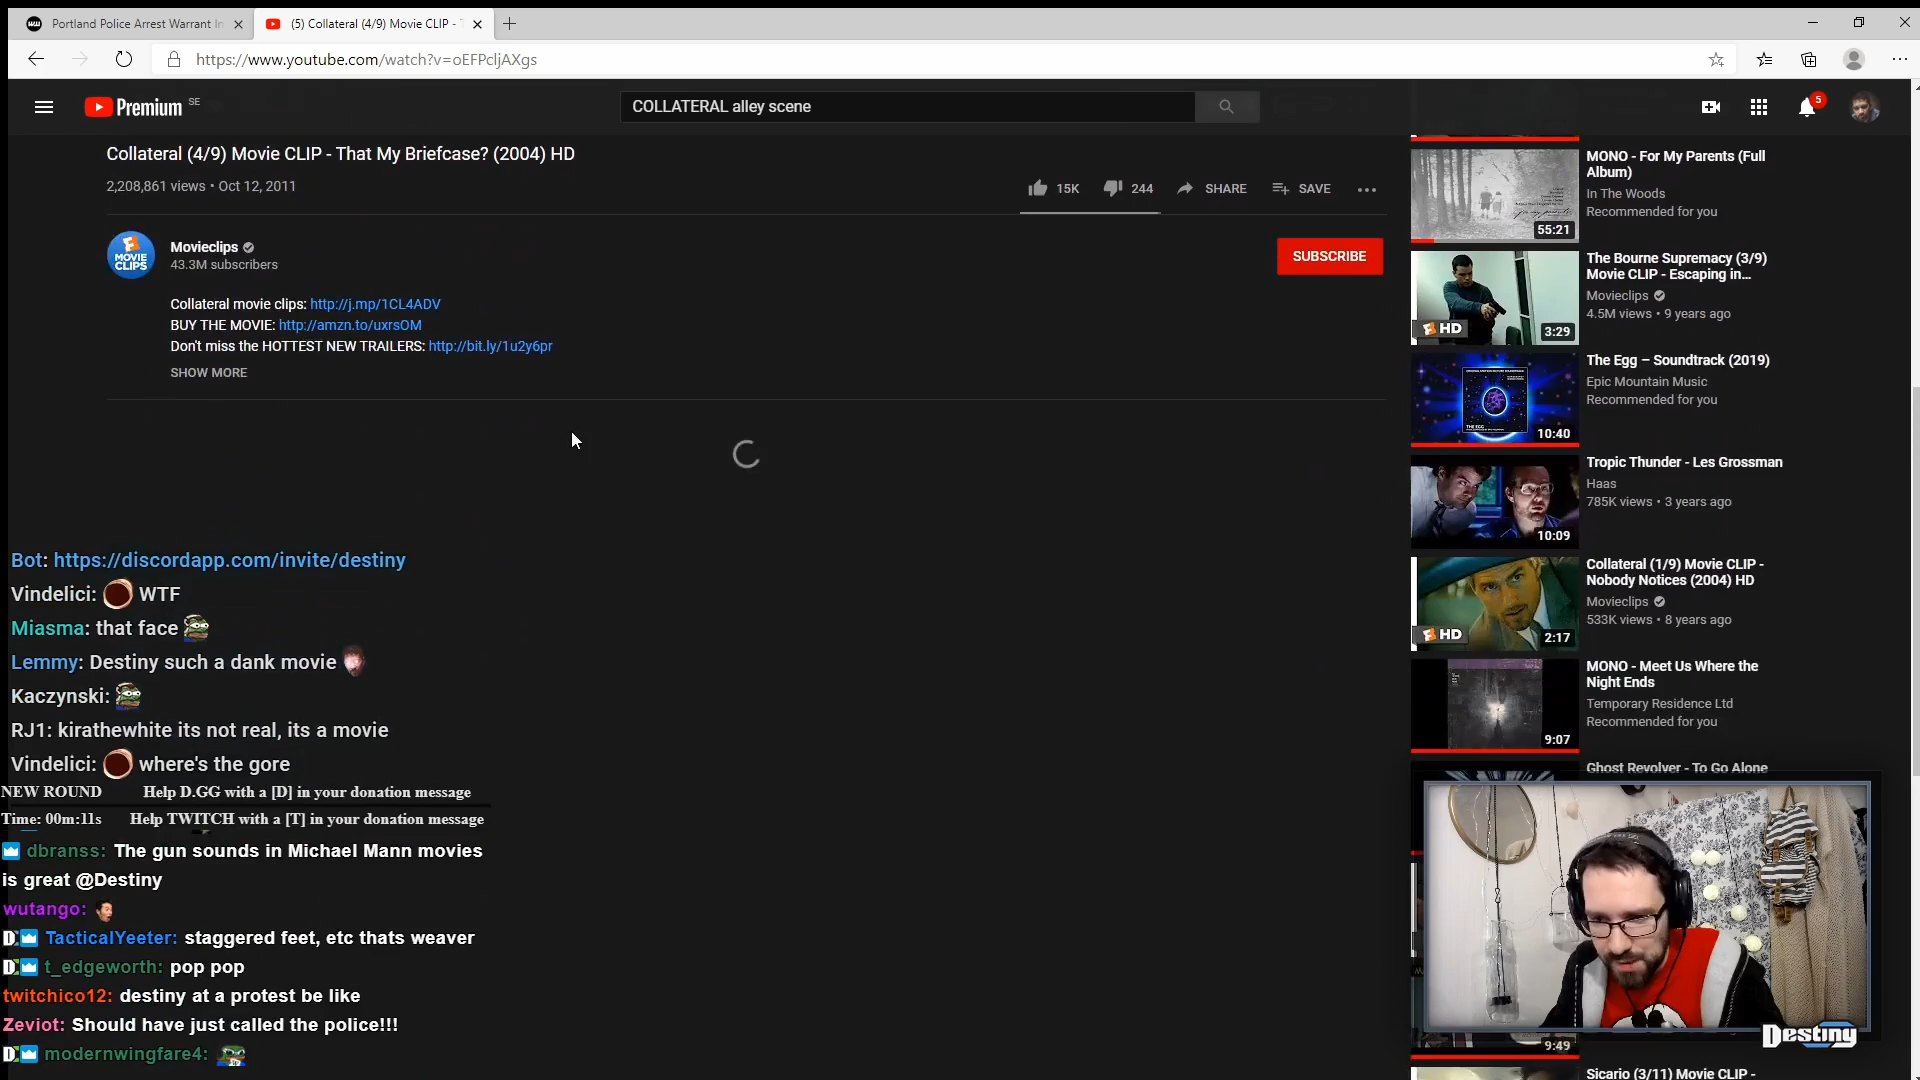 Portland Police Arrest Warrant In
(5) Collateral (4/9) Movie CLIP - T
https://www.youtube.com/watch?v=oEFPcljAXgs
Premium SE
COLLATERAL alley scene
5
Collateral (4/9) Movie CLIP - That My Briefcase? (2004) HD
2,208,861 views • Oct 12, 2011
15K 244 SHARE SAVE
MOVIE CLIPS
Movieclips
43.3M subscribers
SUBSCRIBE
Collateral movie clips: http://j.mp/1CL4ADV
BUY THE MOVIE: http://amzn.to/uxrsOM
Don't miss the HOTTEST NEW TRAILERS: http://bit.ly/1u2y6pr
SHOW MORE
MONO - For My Parents (Full
Album)
In The Woods
Recommended for you
55:21
The Bourne Supremacy (3/9)
Movie CLIP - Escaping in...
Movieclips
4.5M views • 9 years ago
HD
3:29
The Egg – Soundtrack (2019)
Epic Mountain Music
Recommended for you
THE EGG
10:40
Tropic Thunder - Les Grossman
Haas
785K views • 3 years ago
10:09
Collateral (1/9) Movie CLIP -
Nobody Notices (2004) HD
Movieclips
533K views • 8 years ago
HD
2:17
MONO - Meet Us Where the
Night Ends
Temporary Residence Ltd
Recommended for you
9:07
Ghost Revolver - To Go Alone
9:49
Sicario (3/11) Movie CLIP -
Bot: https://discordapp.com/invite/destiny
Vindelici: WTF
Miasma: that face
Lemmy: Destiny such a dank movie
Kaczynski:
RJ1: kirathewhite its not real, its a movie
Vindelici: where's the gore
NEW ROUND Help D.GG with a [D] in your donation message
Time: 00m:11s Help TWITCH with a [T] in your donation message
dbranss: The gun sounds in Michael Mann movies
is great @Destiny
wutango:
D TacticalYeeter: staggered feet, etc thats weaver
D t_edgeworth: pop pop
twitchico12: destiny at a protest be like
Zeviot: Should have just called the police!!!
D modernwingfare4:
Destiny